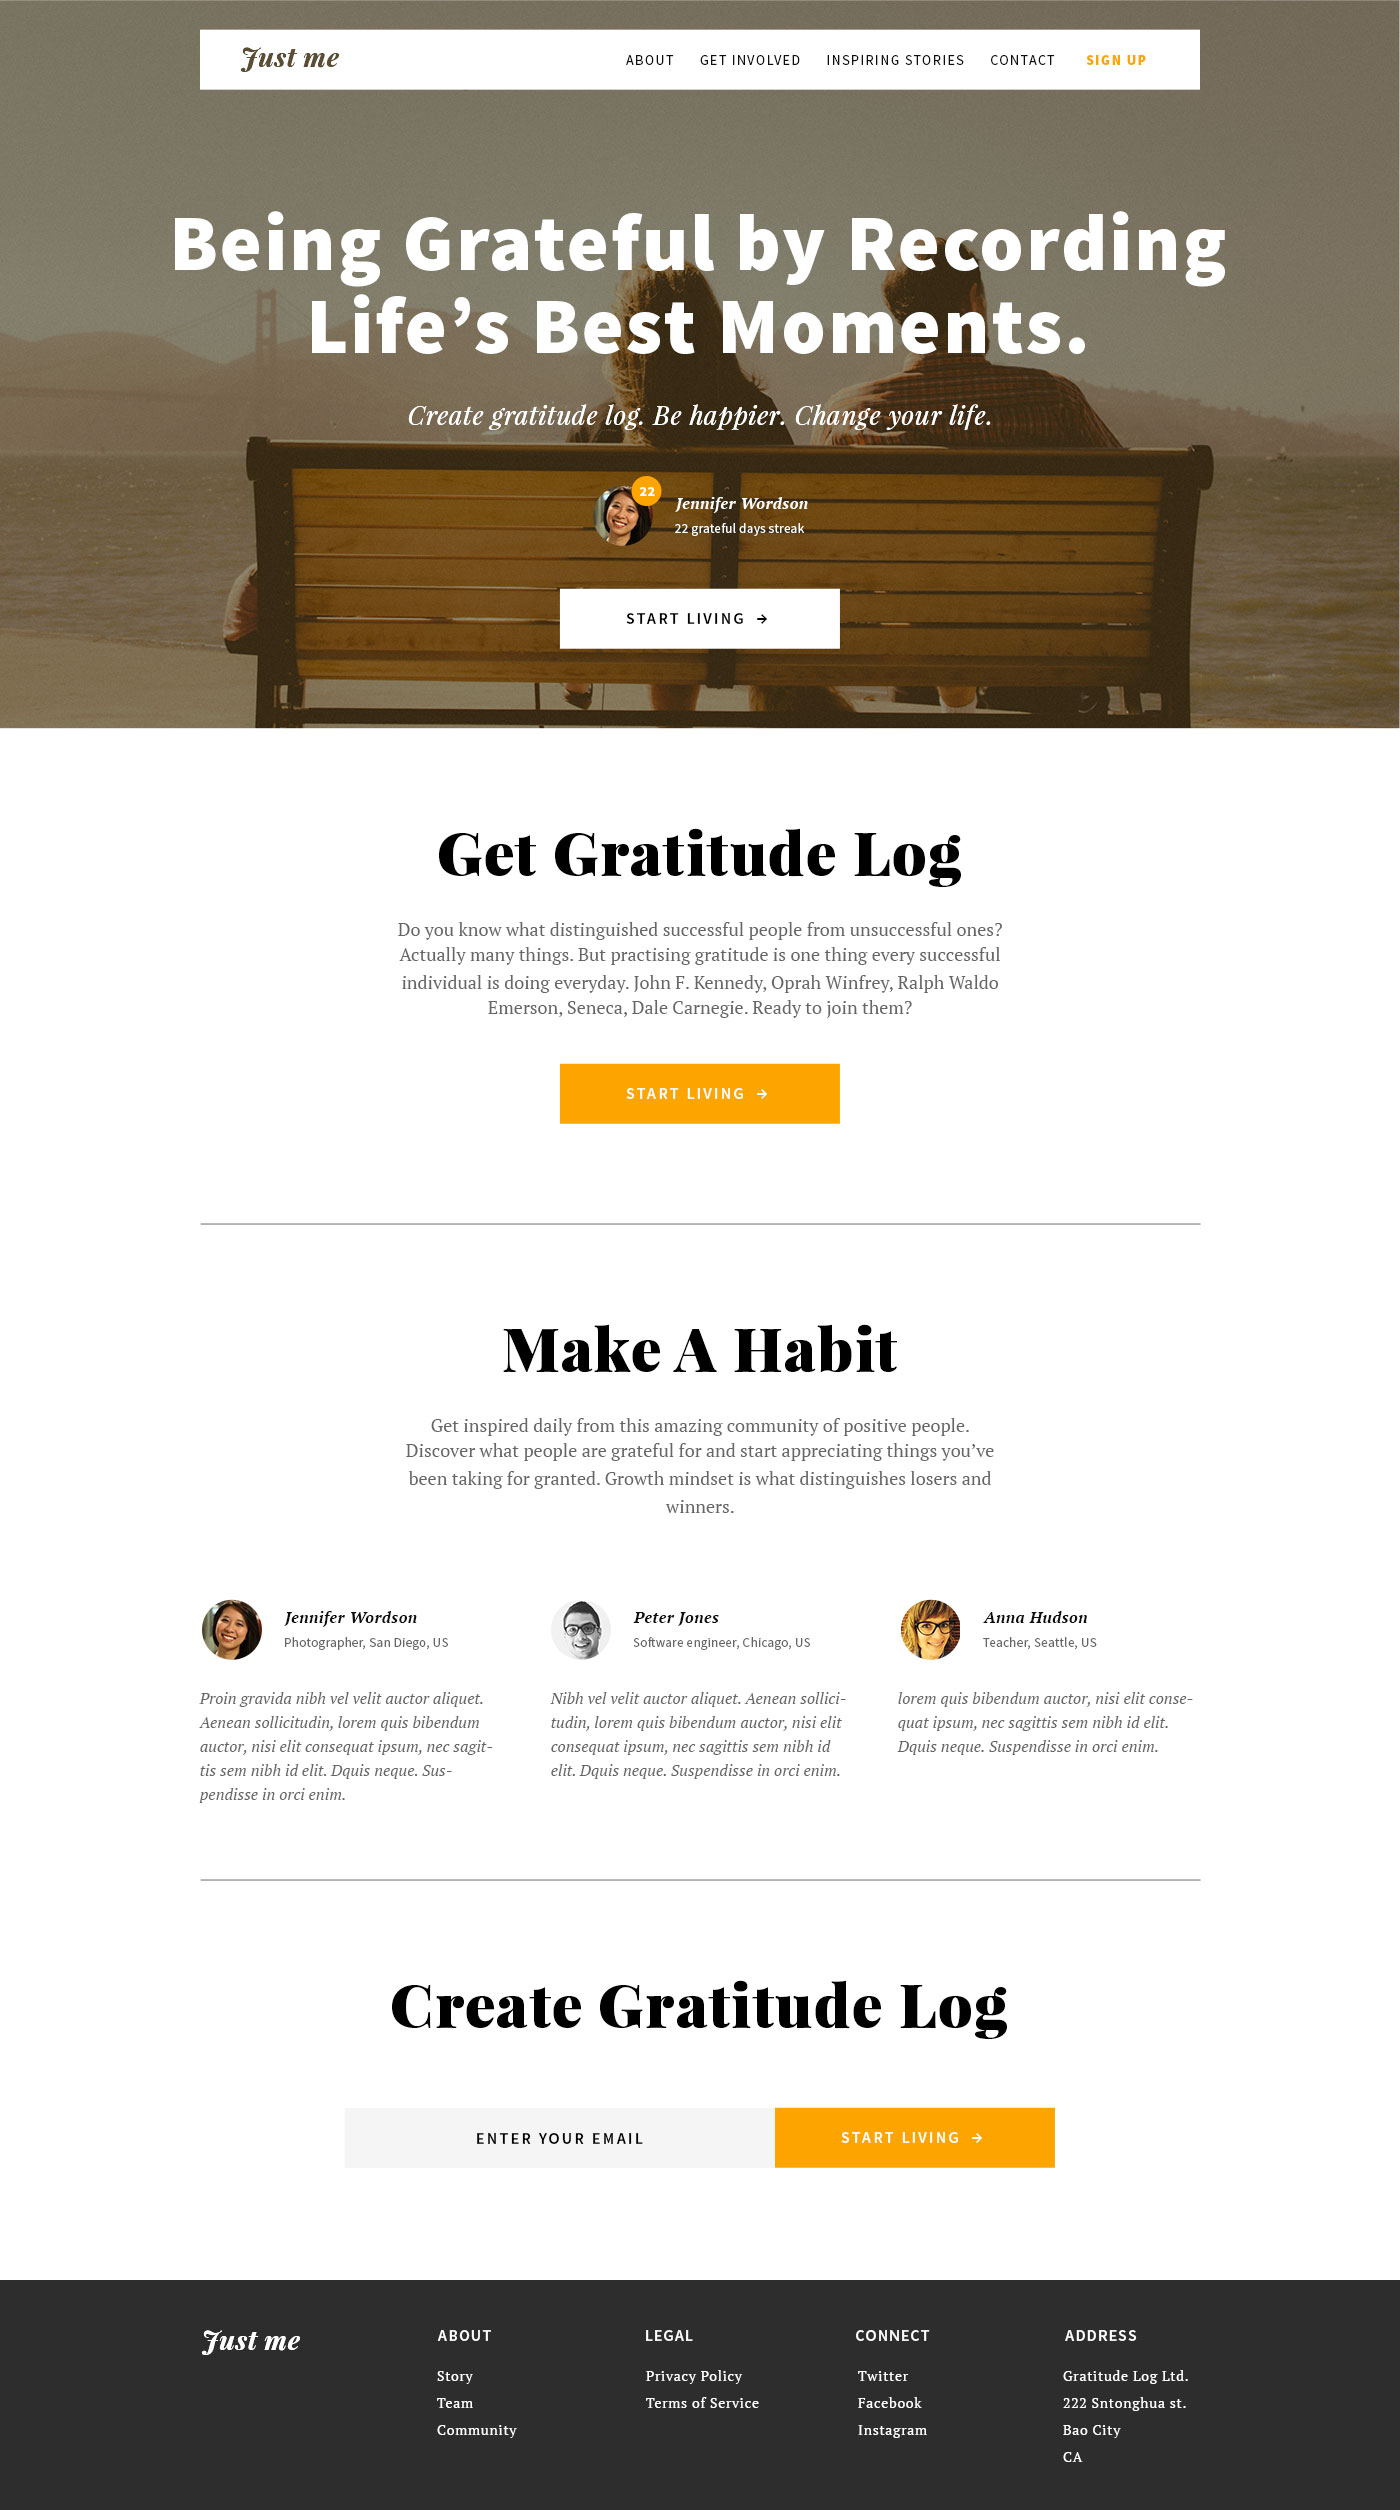 Just me
ABOUT GET INVOLVED INSPIRING STORIES CONTACT SIGN UP
Being Grateful by Recording
Life’s Best Moments.
Create gratitude log. Be happier. Change your life.
22
Jennifer Wordson
22 grateful days streak
START LIVING →
Get Gratitude Log
Do you know what distinguished successful people from unsuccessful ones?
Actually many things. But practising gratitude is one thing every successful
individual is doing everyday. John F. Kennedy, Oprah Winfrey, Ralph Waldo
Emerson, Seneca, Dale Carnegie. Ready to join them?
START LIVING →
Make A Habit
Get inspired daily from this amazing community of positive people.
Discover what people are grateful for and start appreciating things you’ve
been taking for granted. Growth mindset is what distinguishes losers and
winners.
Jennifer Wordson
Photographer, San Diego, US
Proin gravida nibh vel velit auctor aliquet.
Aenean sollicitudin, lorem quis bibendum
auctor, nisi elit consequat ipsum, nec sagit-
tis sem nibh id elit. Dquis neque. Sus-
pendisse in orci enim.
Peter Jones
Software engineer, Chicago, US
Nibh vel velit auctor aliquet. Aenean sollici-
tudin, lorem quis bibendum auctor, nisi elit
consequat ipsum, nec sagittis sem nibh id
elit. Dquis neque. Suspendisse in orci enim.
Anna Hudson
Teacher, Seattle, US
lorem quis bibendum auctor, nisi elit conse-
quat ipsum, nec sagittis sem nibh id elit.
Dquis neque. Suspendisse in orci enim.
Create Gratitude Log
ENTER YOUR EMAIL
START LIVING →
Just me
ABOUT
Story
Team
Community
LEGAL
Privacy Policy
Terms of Service
CONNECT
Twitter
Facebook
Instagram
ADDRESS
Gratitude Log Ltd.
222 Sntonghua st.
Bao City
CA